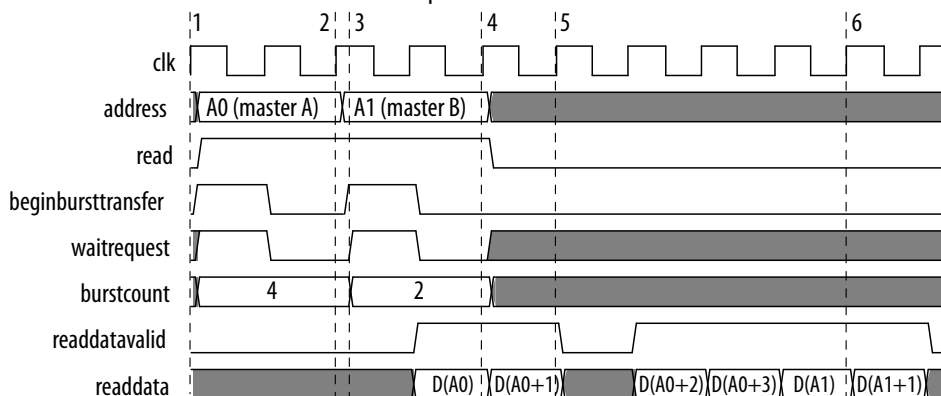 1 2 3 4 5 6
clk
address A0 (master A) A1 (master B)
read
beginbursttransfer
waitrequest
burstcount 4 2
readdatavalid
readdata D(A0) D(A0+1) D(A0+2) D(A0+3) D(A1) D(A1+1)